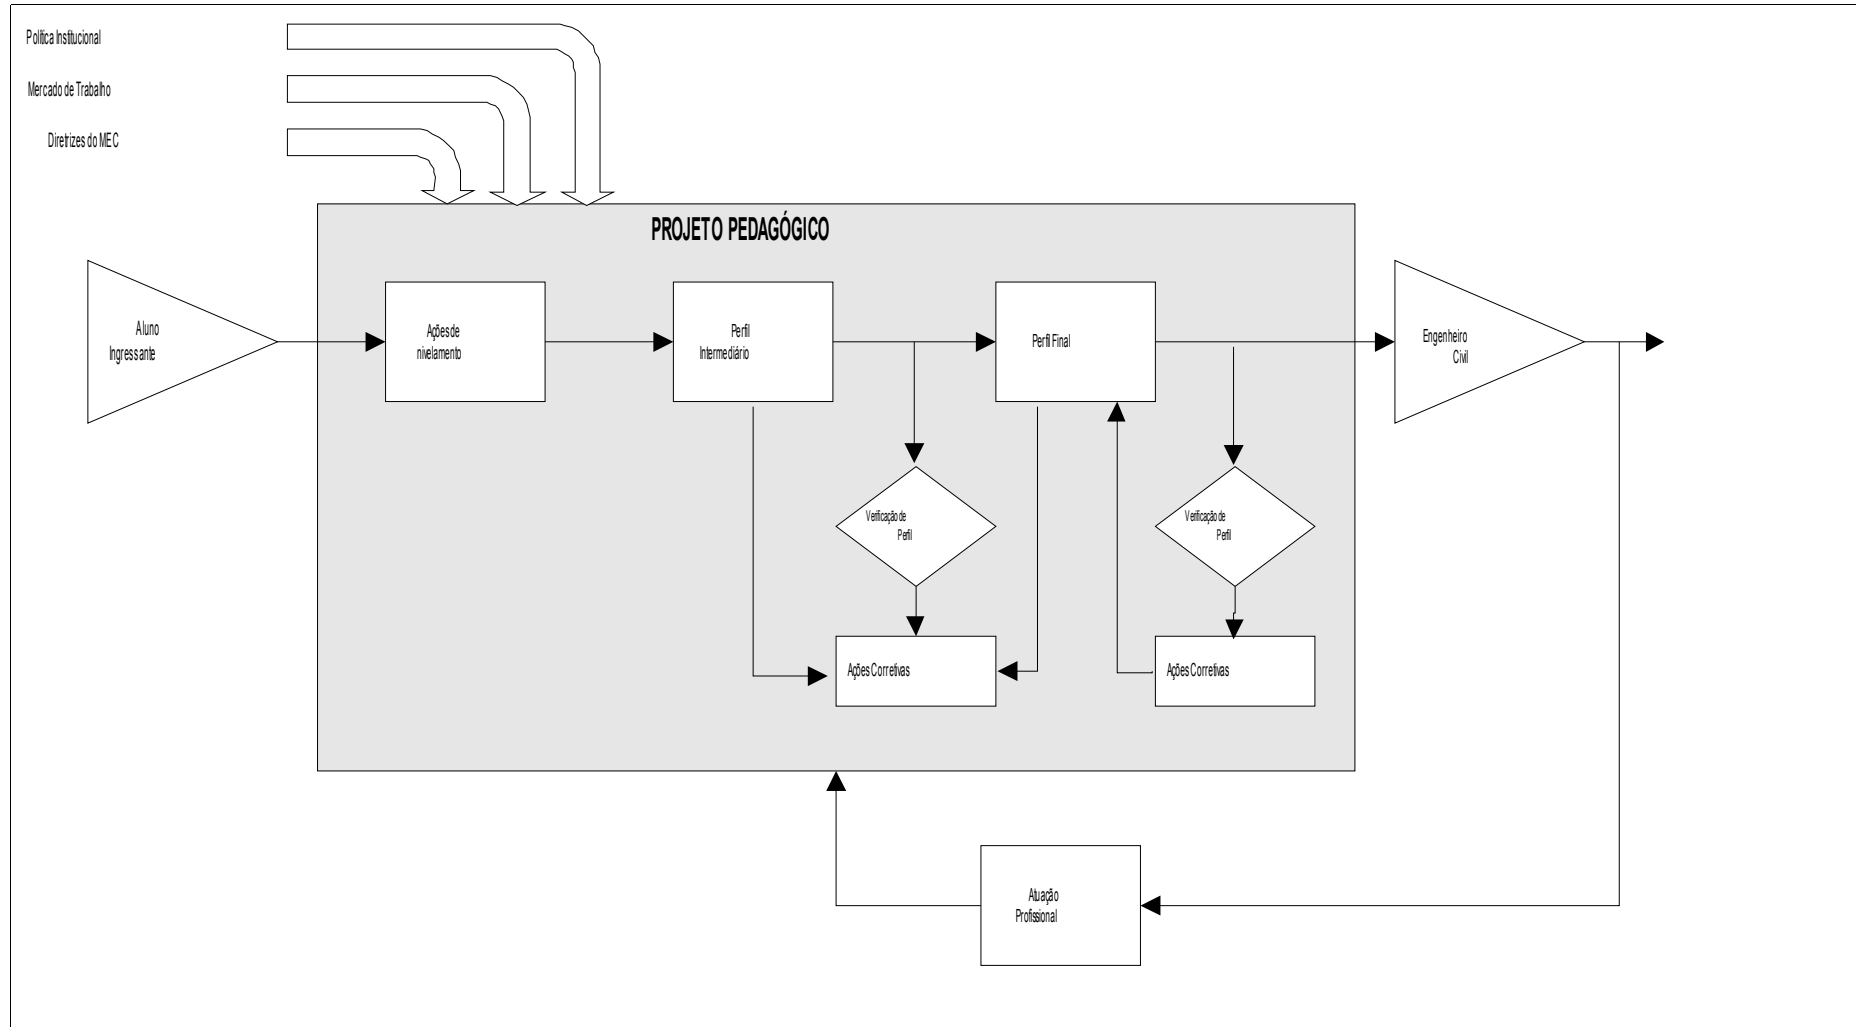 Política Institucional
Mercado de Trabalho
Diretrizes do MEC
PROJETO PEDAGÓGICO
Aluno
Ingressante
Ações de
nivelamento
Perfil
Intermediário
Perfil Final
Engenheiro
Civil
Verificação de
Perfil
Verificação de
Perfil
Ações Corretivas
Ações Corretivas
Atuação
Profissional